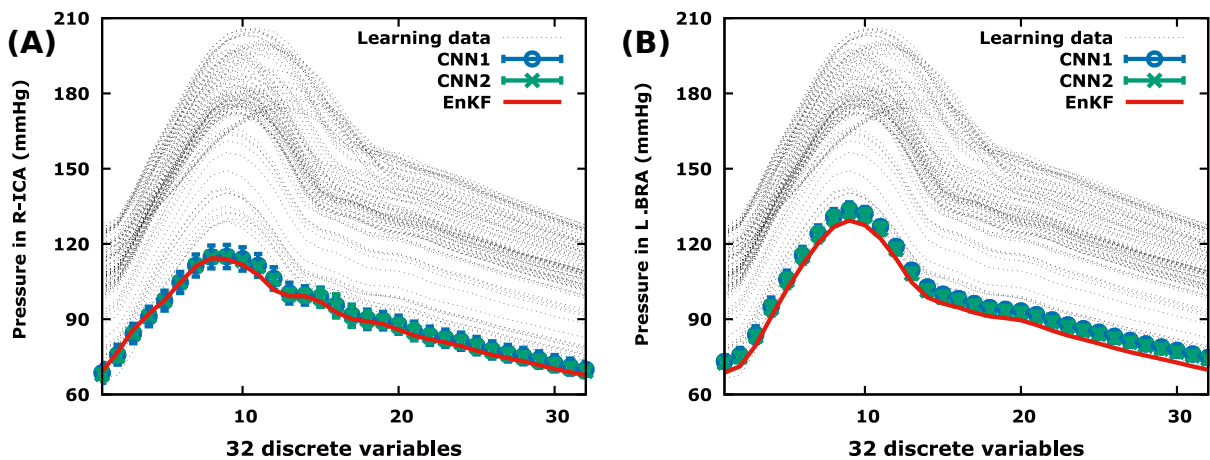 (A)
Pressure in R-ICA (mmHg)
210
180
150
120
90
60
10
20
30
32 discrete variables
Learning data
CNN1
CNN2
EnKF
(B)
Pressure in L .BRA (mmHg)
210
180
150
120
90
60
10
20
30
32 discrete variables
Learning data
CNN1
CNN2
EnKF